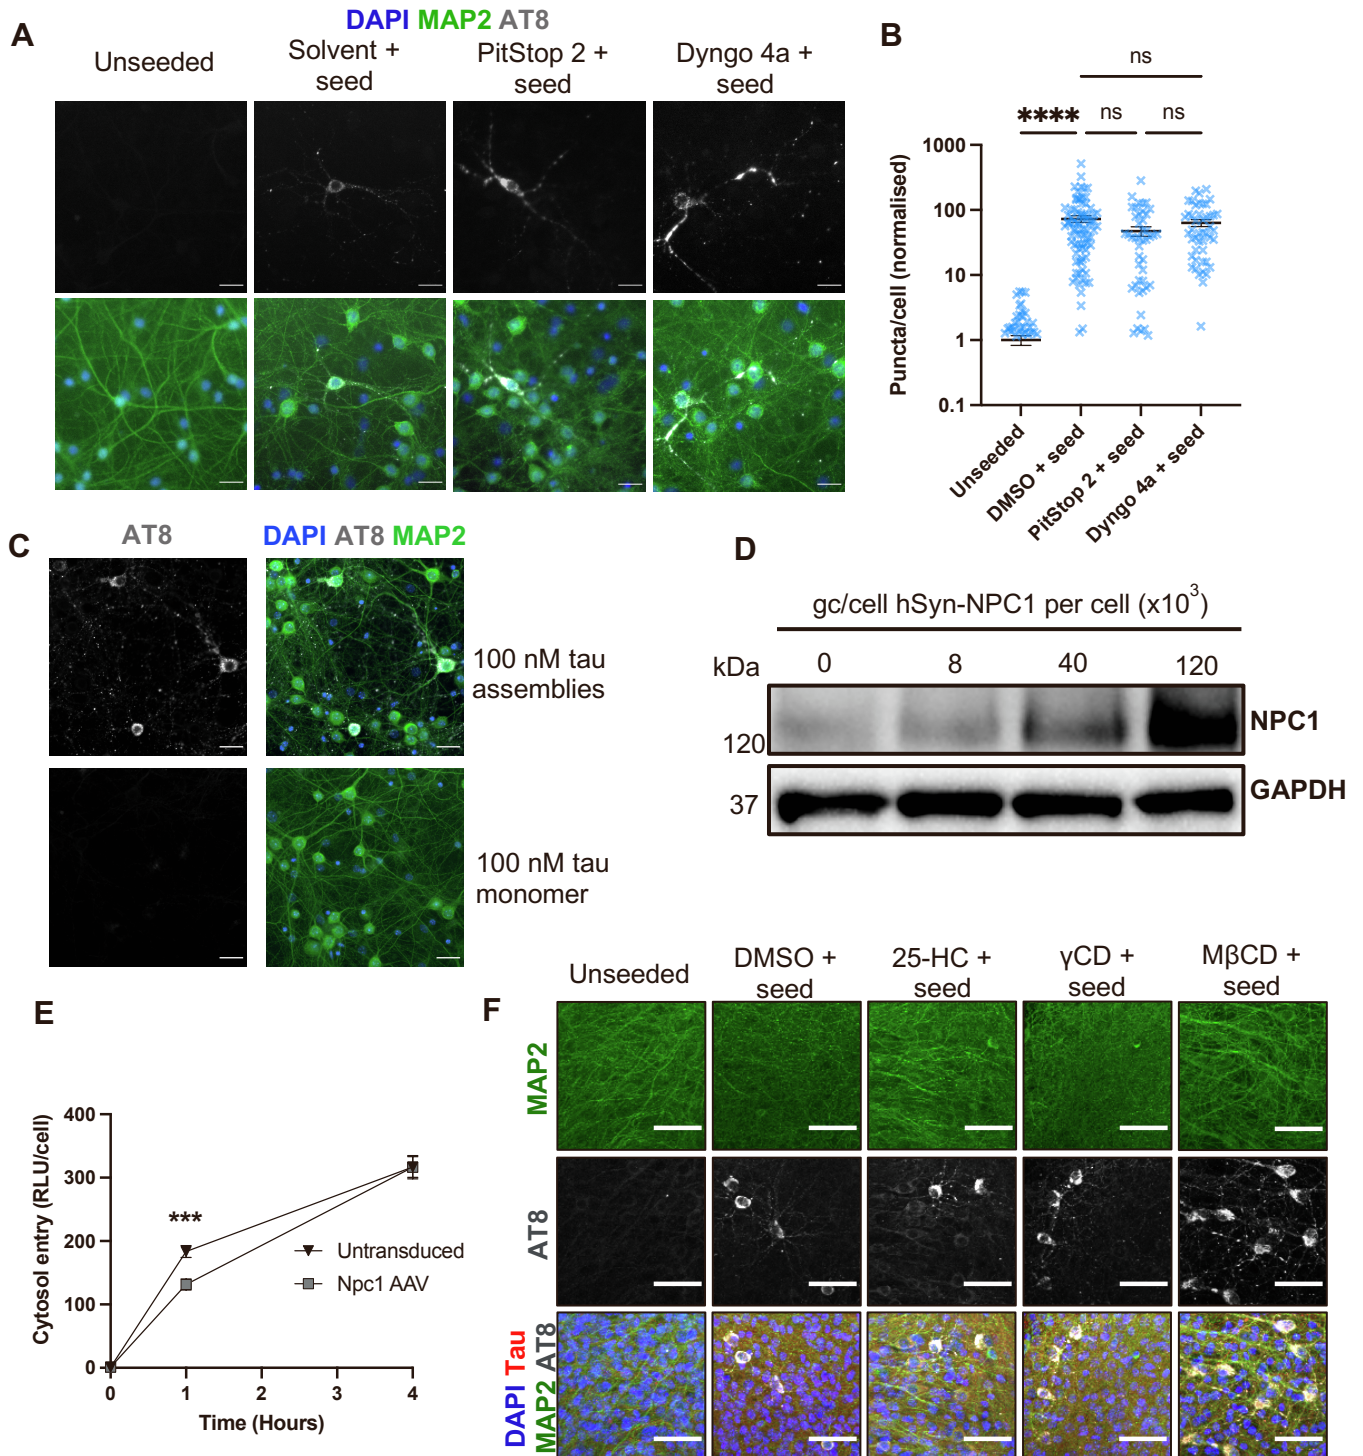 A
DAPI MAP2 AT8
Unseeded
Solvent +
seed
PitStop 2 +
seed
Dyngo 4a +
seed
B
ns
**** ns ns
Puncta/cell (normalised)
1000
100
10
1
0.1
Unseeded
DMSO + seed
PitStop 2 + seed
Dyngo 4a + seed
C
AT8
DAPI AT8 MAP2
100 nM tau
assemblies
100 nM tau
monomer
D
gc/cell hSyn-NPC1 per cell (x10³)
kDa 0 8 40 120
120
NPC1
37
GAPDH
E
Cytosol entry (RLU/cell)
400
300
200
100
0
***
Untransduced
Npc1 AAV
0 1 2 3 4
Time (Hours)
F
Unseeded
DMSO +
seed
25-HC +
seed
γCD +
seed
MβCD +
seed
MAP2
AT8
DAPI Tau
MAP2 AT8